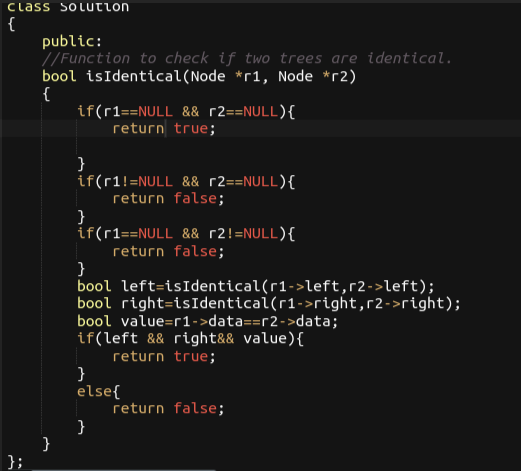 class Solution
{
    public:
    //Function to check if two trees are identical.
    bool isIdentical(Node *r1, Node *r2)
    {
        if(r1==NULL && r2==NULL){
            return true;

        }
        if(r1!=NULL && r2==NULL){
            return false;
        }
        if(r1==NULL && r2!=NULL){
            return false;
        }
        bool left=isIdentical(r1->left,r2->left);
        bool right=isIdentical(r1->right,r2->right);
        bool value=r1->data==r2->data;
        if(left && right&& value){
            return true;
        }
        else{
            return false;
        }
    }
};